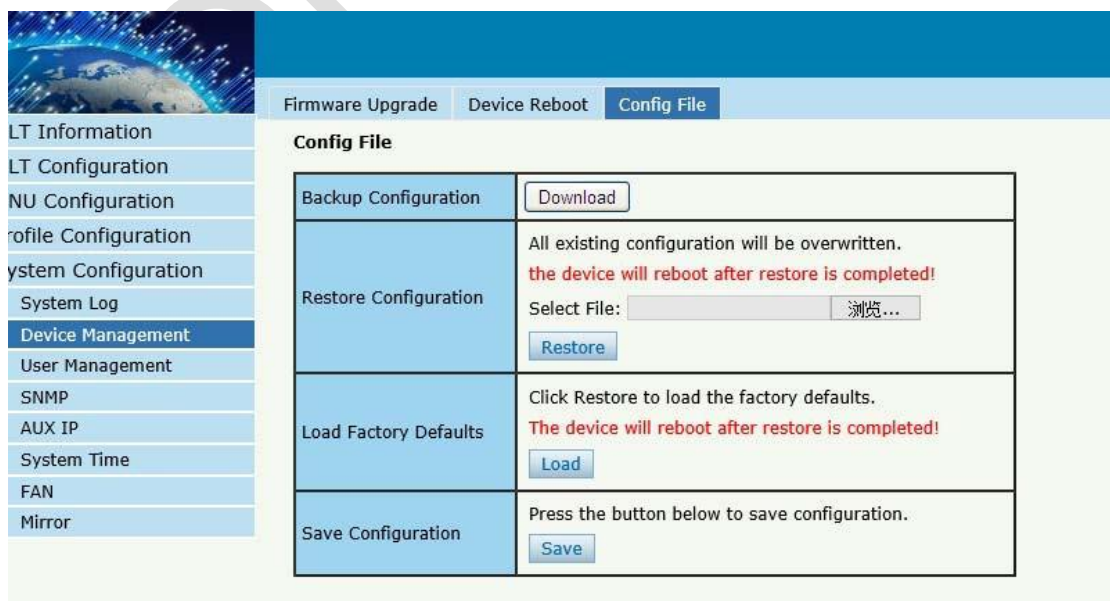 Firmware Upgrade Device Reboot Config File
LT Information
LT Configuration
NU Configuration
rofile Configuration
ystem Configuration
System Log
Device Management
User Management
SNMP
AUX IP
System Time
FAN
Mirror
Config File
Backup Configuration Download
Restore Configuration
All existing configuration will be overwritten.
the device will reboot after restore is completed!
Select File: 浏览...
Restore
Load Factory Defaults
Click Restore to load the factory defaults.
The device will reboot after restore is completed!
Load
Save Configuration
Press the button below to save configuration.
Save